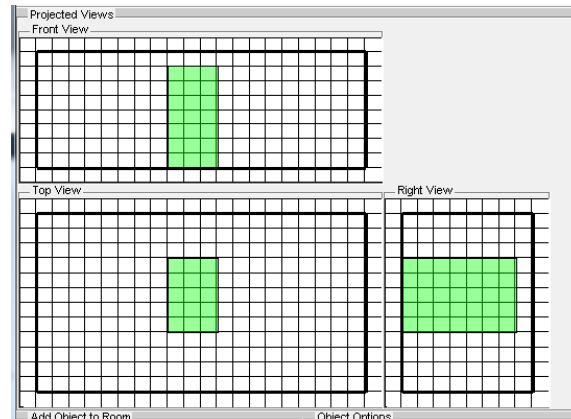 Projected Views
Front View
Top View
Right View
Add Object to Room
Object Options